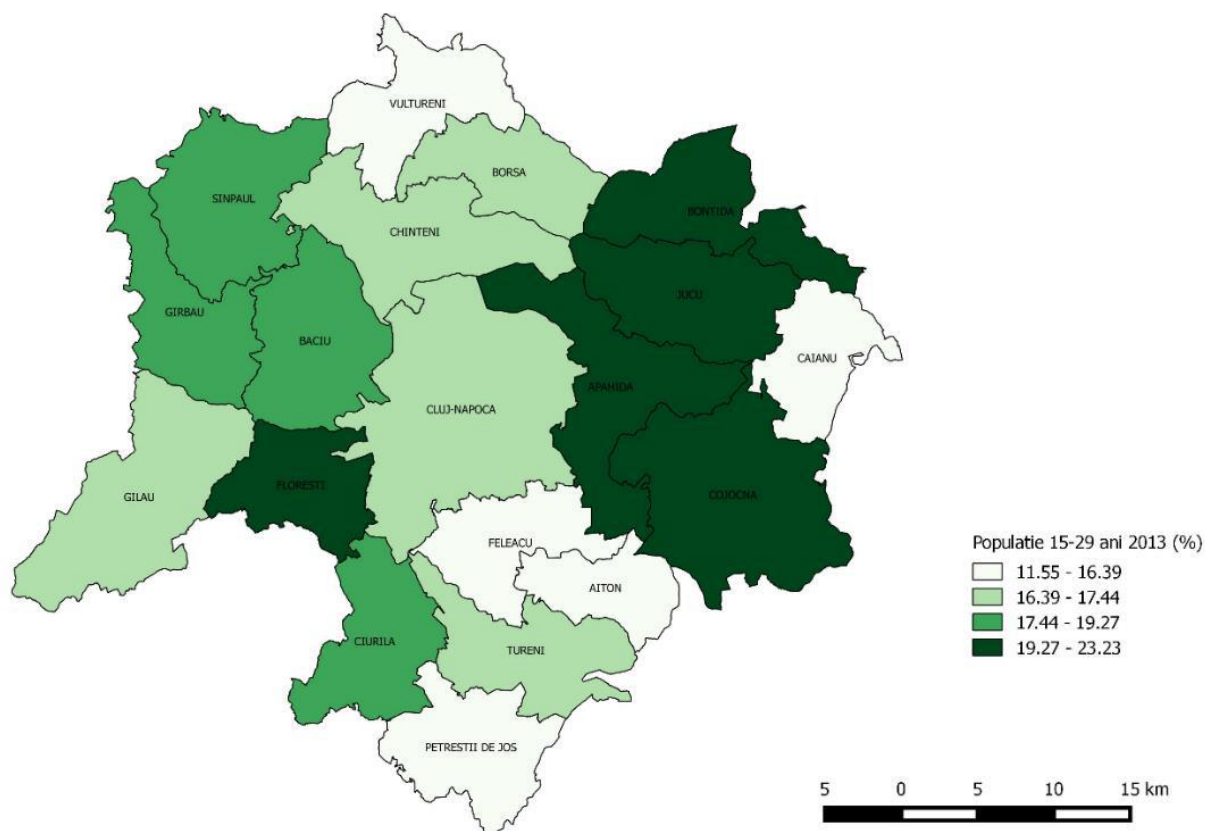 VULTURENI
BORSA
SINPAUL
BONTIDA
CHINTENI
JUCU
GIRBAU
BACIU
CAIANU
APAHIDA
CLUJ-NAPOCA
GILAU
FLORESTI
COJOCNA
FELEACU
AITON
CIURILA
TURENI
PETRESTII DE JOS
Populatie 15-29 ani 2013 (%)
11.55 - 16.39
16.39 - 17.44
17.44 - 19.27
19.27 - 23.23
5 0 5 10 15 km